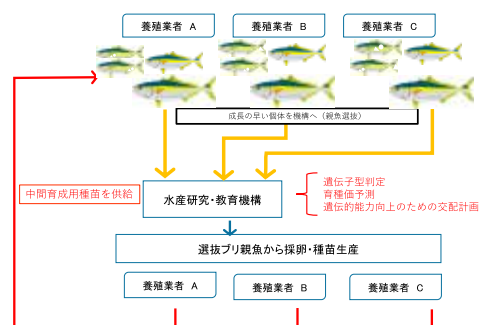 養殖業者 A
養殖業者 B
養殖業者 C
成長の早い個体を機構へ（親魚選抜）
中間育成用種苗を供給
水産研究・教育機構
遺伝子型判定
育種価予測
遺伝的能力向上のための交配計画
選抜ブリ親魚から採卵・種苗生産
養殖業者 A
養殖業者 B
養殖業者 C